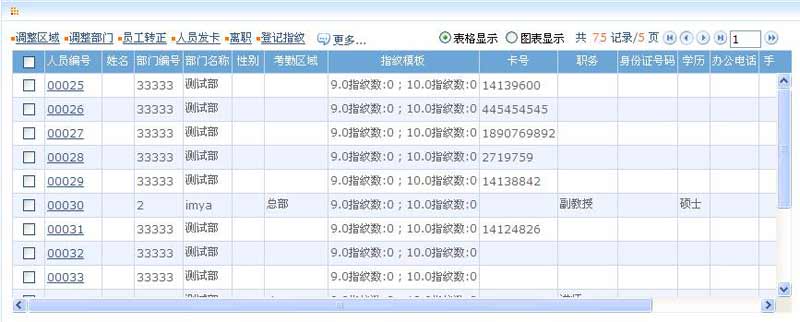 调整区域 调整部门 员工转正 人员发卡 离职 登记指纹 更多... 表格显示 图表显示 共 75 记录/5 页 1
人员编号 姓名 部门编号 部门名称 性别 考勤区域 指纹模板 卡号 职务 身份证号码 学历 办公电话 手
00025 33333 测试部 9.0指纹数:0 ; 10.0指纹数:0 14139600
00026 33333 测试部 9.0指纹数:0 ; 10.0指纹数:0 445454545
00027 33333 测试部 9.0指纹数:0 ; 10.0指纹数:0 1890769892
00028 33333 测试部 9.0指纹数:0 ; 10.0指纹数:0 2719759
00029 33333 测试部 9.0指纹数:0 ; 10.0指纹数:0 14138842
00030 2 imya 总部 9.0指纹数:0 ; 10.0指纹数:0 副教授 硕士
00031 33333 测试部 9.0指纹数:0 ; 10.0指纹数:0 14124826
00032 33333 测试部 9.0指纹数:0 ; 10.0指纹数:0
00033 33333 测试部 9.0指纹数:0 ; 10.0指纹数:0